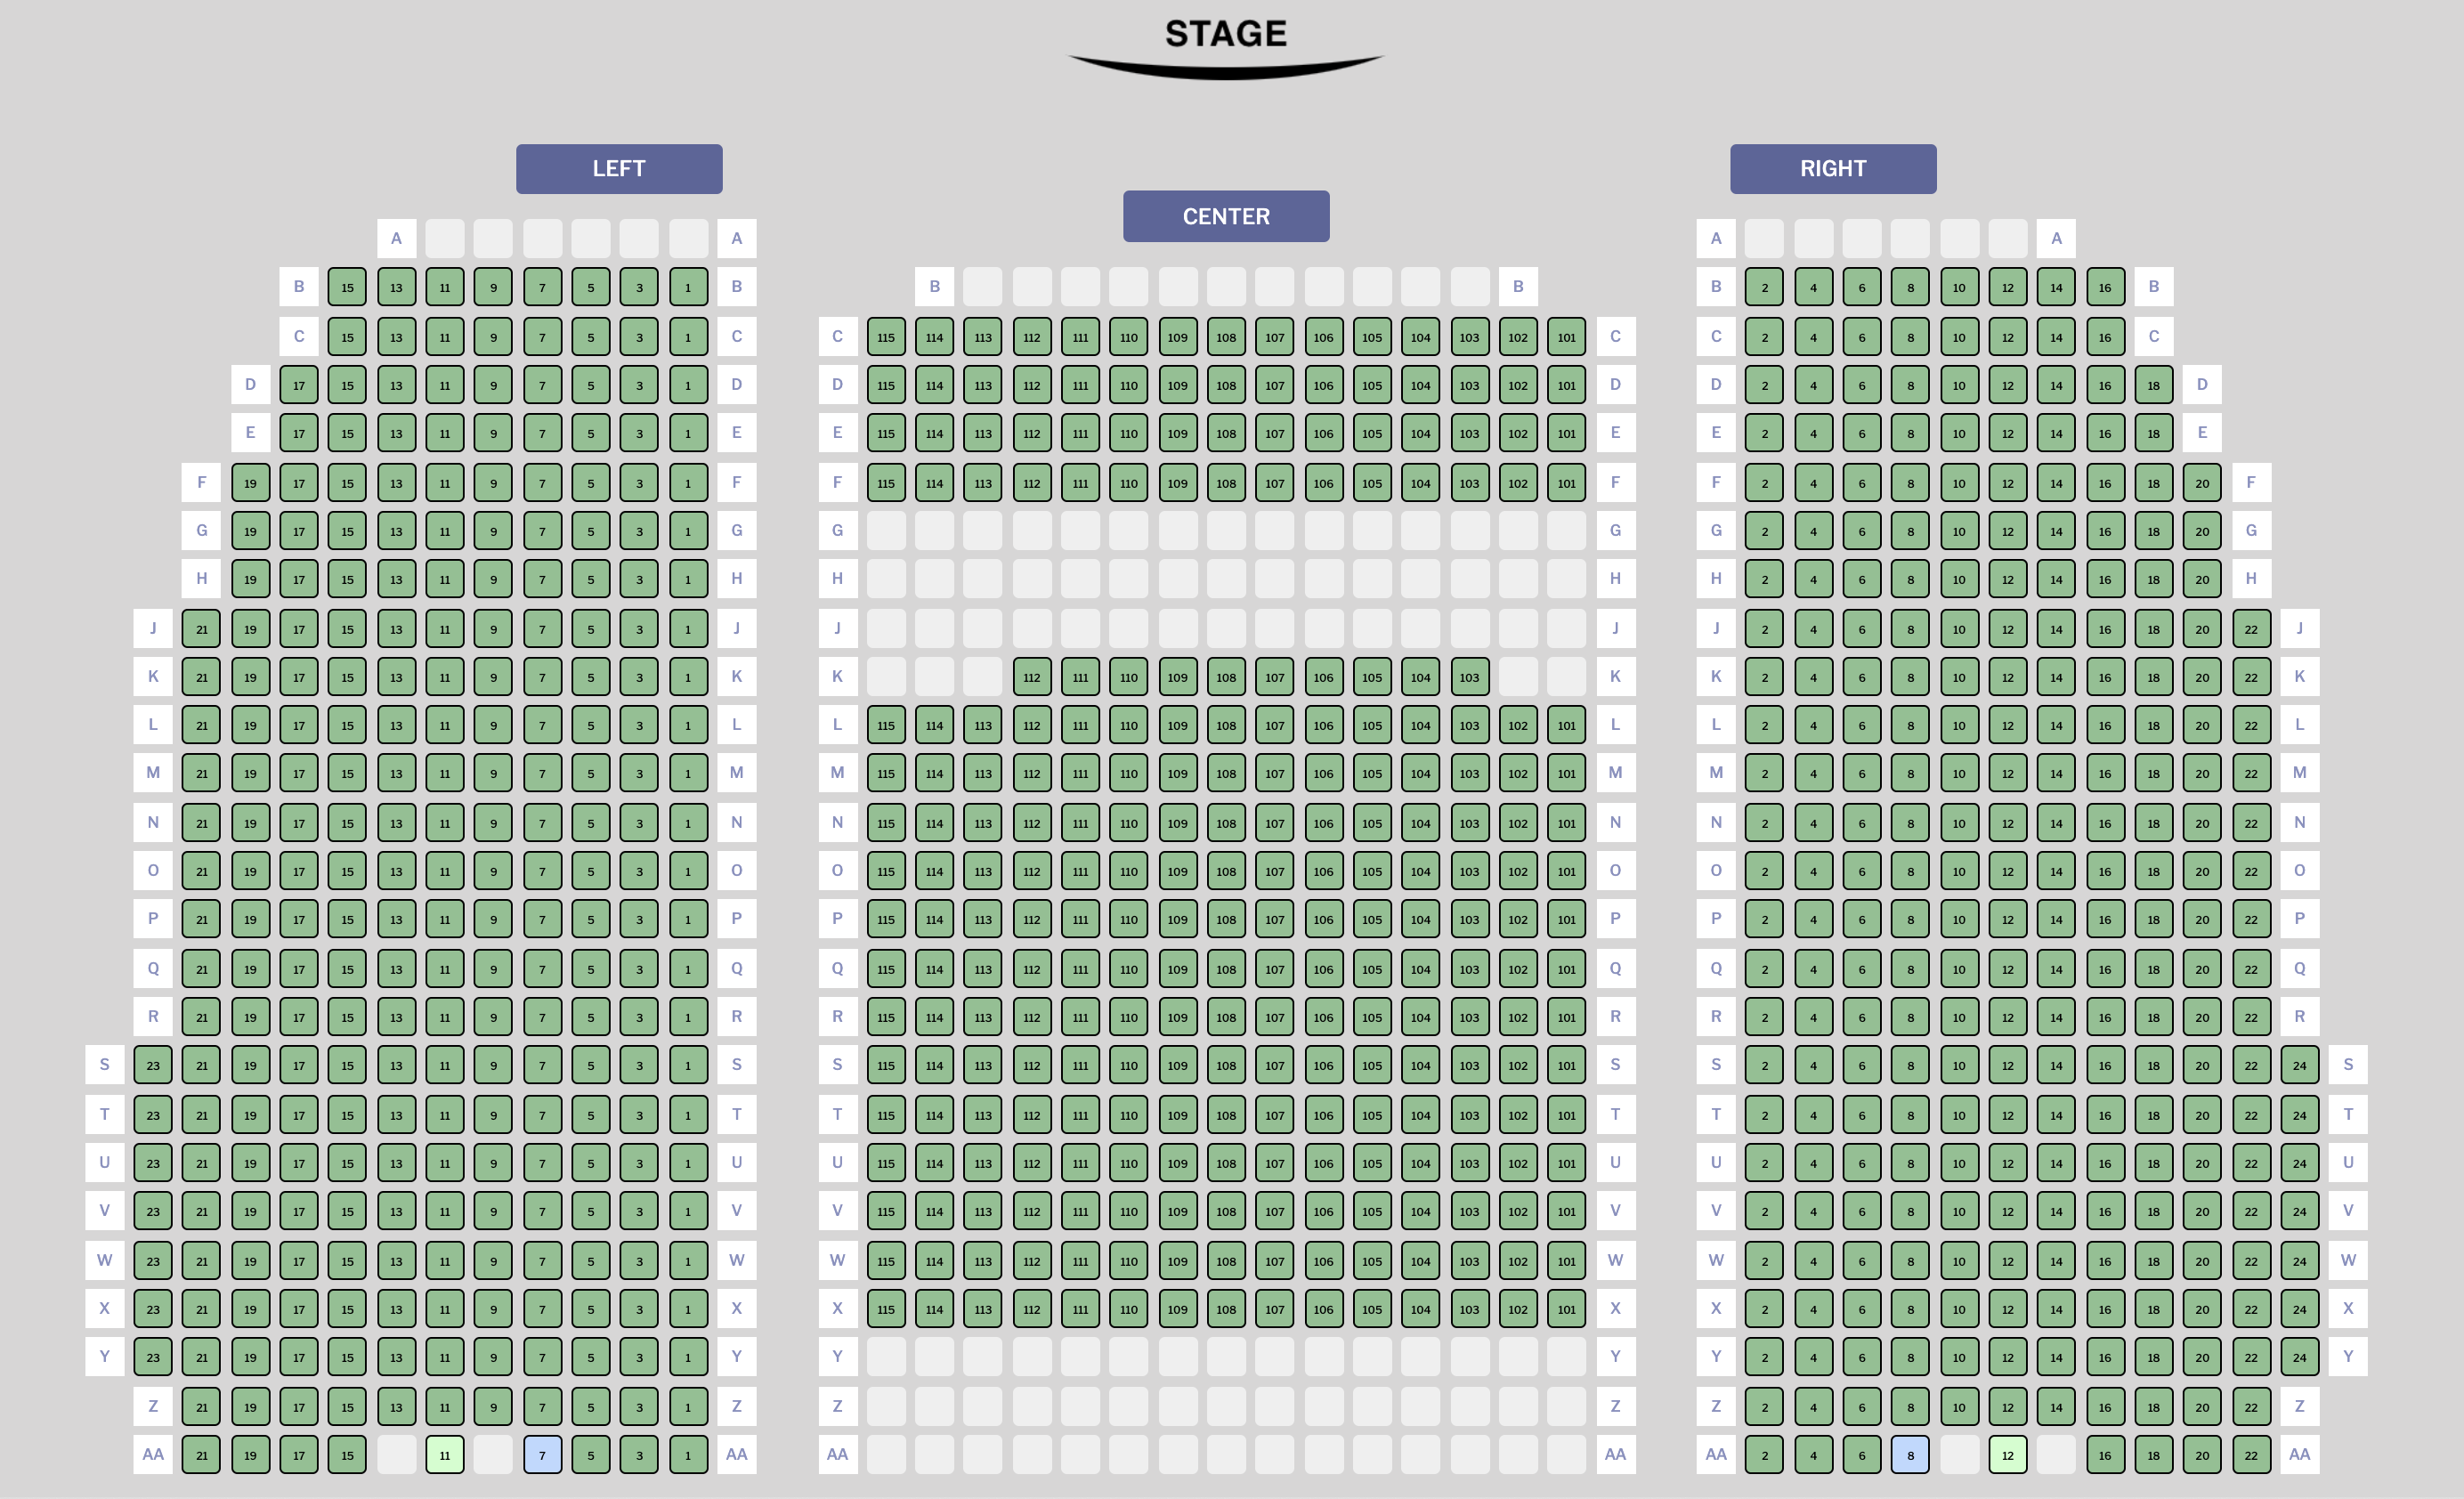 STAGE
LEFT RIGHT
CENTER
A A A A
B 15 13 11 9 7 5 3 1 B B B B 2 4 6 8 10 12 14 16 B
C 15 13 11 9 7 5 3 1 C C 115 114 113 112 111 110 109 108 107 106 105 104 103 102 101 C C 2 4 6 8 10 12 14 16 C
D 17 15 13 11 9 7 5 3 1 D D 115 114 113 112 111 110 109 108 107 106 105 104 103 102 101 D D 2 4 6 8 10 12 14 16 18 D
E 17 15 13 11 9 7 5 3 1 E E 115 114 113 112 111 110 109 108 107 106 105 104 103 102 101 E E 2 4 6 8 10 12 14 16 18 E
F 19 17 15 13 11 9 7 5 3 1 F F 115 114 113 112 111 110 109 108 107 106 105 104 103 102 101 F F 2 4 6 8 10 12 14 16 18 20 F
G 19 17 15 13 11 9 7 5 3 1 G G G G 2 4 6 8 10 12 14 16 18 20 G
H 19 17 15 13 11 9 7 5 3 1 H H H H 2 4 6 8 10 12 14 16 18 20 H
J 21 19 17 15 13 11 9 7 5 3 1 J J J J 2 4 6 8 10 12 14 16 18 20 22 J
K 21 19 17 15 13 11 9 7 5 3 1 K K 112 111 110 109 108 107 106 105 104 103 K K 2 4 6 8 10 12 14 16 18 20 22 K
L 21 19 17 15 13 11 9 7 5 3 1 L L 115 114 113 112 111 110 109 108 107 106 105 104 103 102 101 L L 2 4 6 8 10 12 14 16 18 20 22 L
M 21 19 17 15 13 11 9 7 5 3 1 M M 115 114 113 112 111 110 109 108 107 106 105 104 103 102 101 M M 2 4 6 8 10 12 14 16 18 20 22 M
N 21 19 17 15 13 11 9 7 5 3 1 N N 115 114 113 112 111 110 109 108 107 106 105 104 103 102 101 N N 2 4 6 8 10 12 14 16 18 20 22 N
O 21 19 17 15 13 11 9 7 5 3 1 O O 115 114 113 112 111 110 109 108 107 106 105 104 103 102 101 O O 2 4 6 8 10 12 14 16 18 20 22 O
P 21 19 17 15 13 11 9 7 5 3 1 P P 115 114 113 112 111 110 109 108 107 106 105 104 103 102 101 P P 2 4 6 8 10 12 14 16 18 20 22 P
Q 21 19 17 15 13 11 9 7 5 3 1 Q Q 115 114 113 112 111 110 109 108 107 106 105 104 103 102 101 Q Q 2 4 6 8 10 12 14 16 18 20 22 Q
R 21 19 17 15 13 11 9 7 5 3 1 R R 115 114 113 112 111 110 109 108 107 106 105 104 103 102 101 R R 2 4 6 8 10 12 14 16 18 20 22 R
S 23 21 19 17 15 13 11 9 7 5 3 1 S S 115 114 113 112 111 110 109 108 107 106 105 104 103 102 101 S S 2 4 6 8 10 12 14 16 18 20 22 24 S
T 23 21 19 17 15 13 11 9 7 5 3 1 T T 115 114 113 112 111 110 109 108 107 106 105 104 103 102 101 T T 2 4 6 8 10 12 14 16 18 20 22 24 T
U 23 21 19 17 15 13 11 9 7 5 3 1 U U 115 114 113 112 111 110 109 108 107 106 105 104 103 102 101 U U 2 4 6 8 10 12 14 16 18 20 22 24 U
V 23 21 19 17 15 13 11 9 7 5 3 1 V V 115 114 113 112 111 110 109 108 107 106 105 104 103 102 101 V V 2 4 6 8 10 12 14 16 18 20 22 24 V
W 23 21 19 17 15 13 11 9 7 5 3 1 W W 115 114 113 112 111 110 109 108 107 106 105 104 103 102 101 W W 2 4 6 8 10 12 14 16 18 20 22 24 W
X 23 21 19 17 15 13 11 9 7 5 3 1 X X 115 114 113 112 111 110 109 108 107 106 105 104 103 102 101 X X 2 4 6 8 10 12 14 16 18 20 22 24 X
Y 23 21 19 17 15 13 11 9 7 5 3 1 Y Y Y Y 2 4 6 8 10 12 14 16 18 20 22 24 Y
Z 21 19 17 15 13 11 9 7 5 3 1 Z Z Z Z 2 4 6 8 10 12 14 16 18 20 22 Z
AA 21 19 17 15 11 7 5 3 1 AA AA AA AA 2 4 6 8 12 16 18 20 22 AA